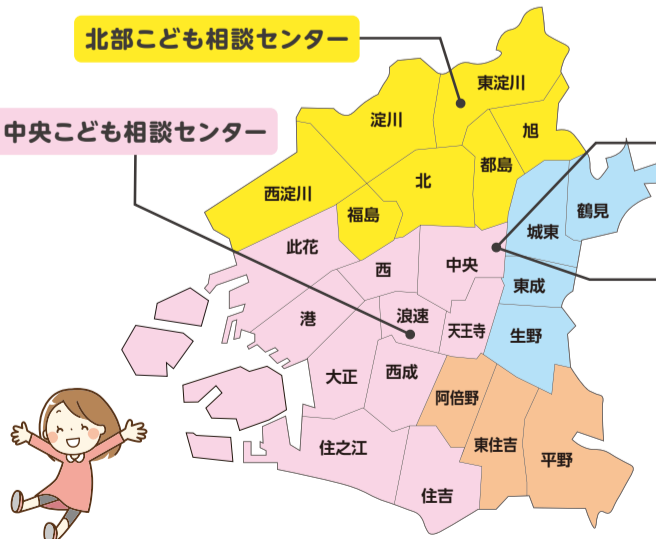 北部こども相談センター
東淀川
淀川
旭
中央こども相談センター
都島
北
西淀川
福島
鶴見
城東
此花
西
中央
東成
港
浪速
天王寺
生野
大正
西成
阿倍野
東住吉
平野
住之江
住吉